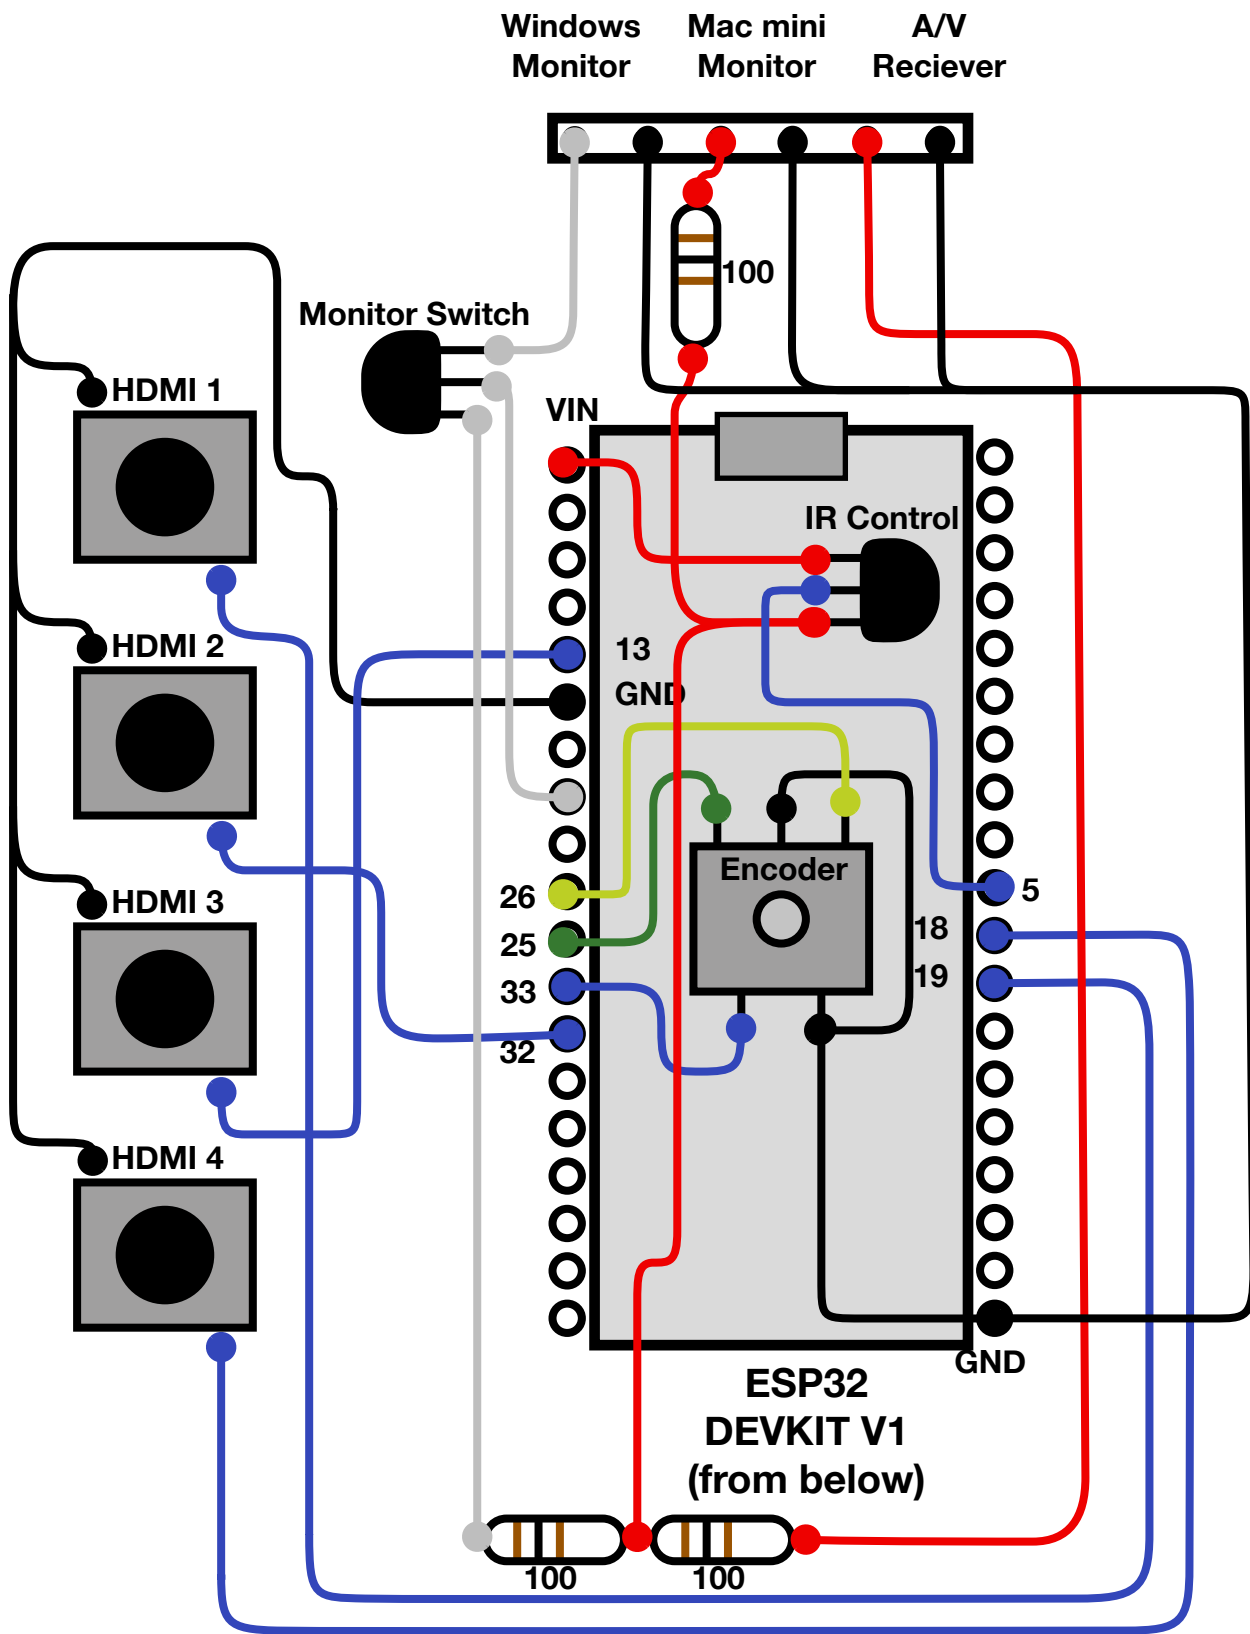 Windows
Monitor
Mac mini
Monitor
A/V
Reciever
100
Monitor Switch
HDMI 1
VIN
IR Control
HDMI 2
13
GND
HDMI 3
Encoder
26
25
33
32
5
18
19
HDMI 4
GND
ESP32
DEVKIT V1
(from below)
100
100